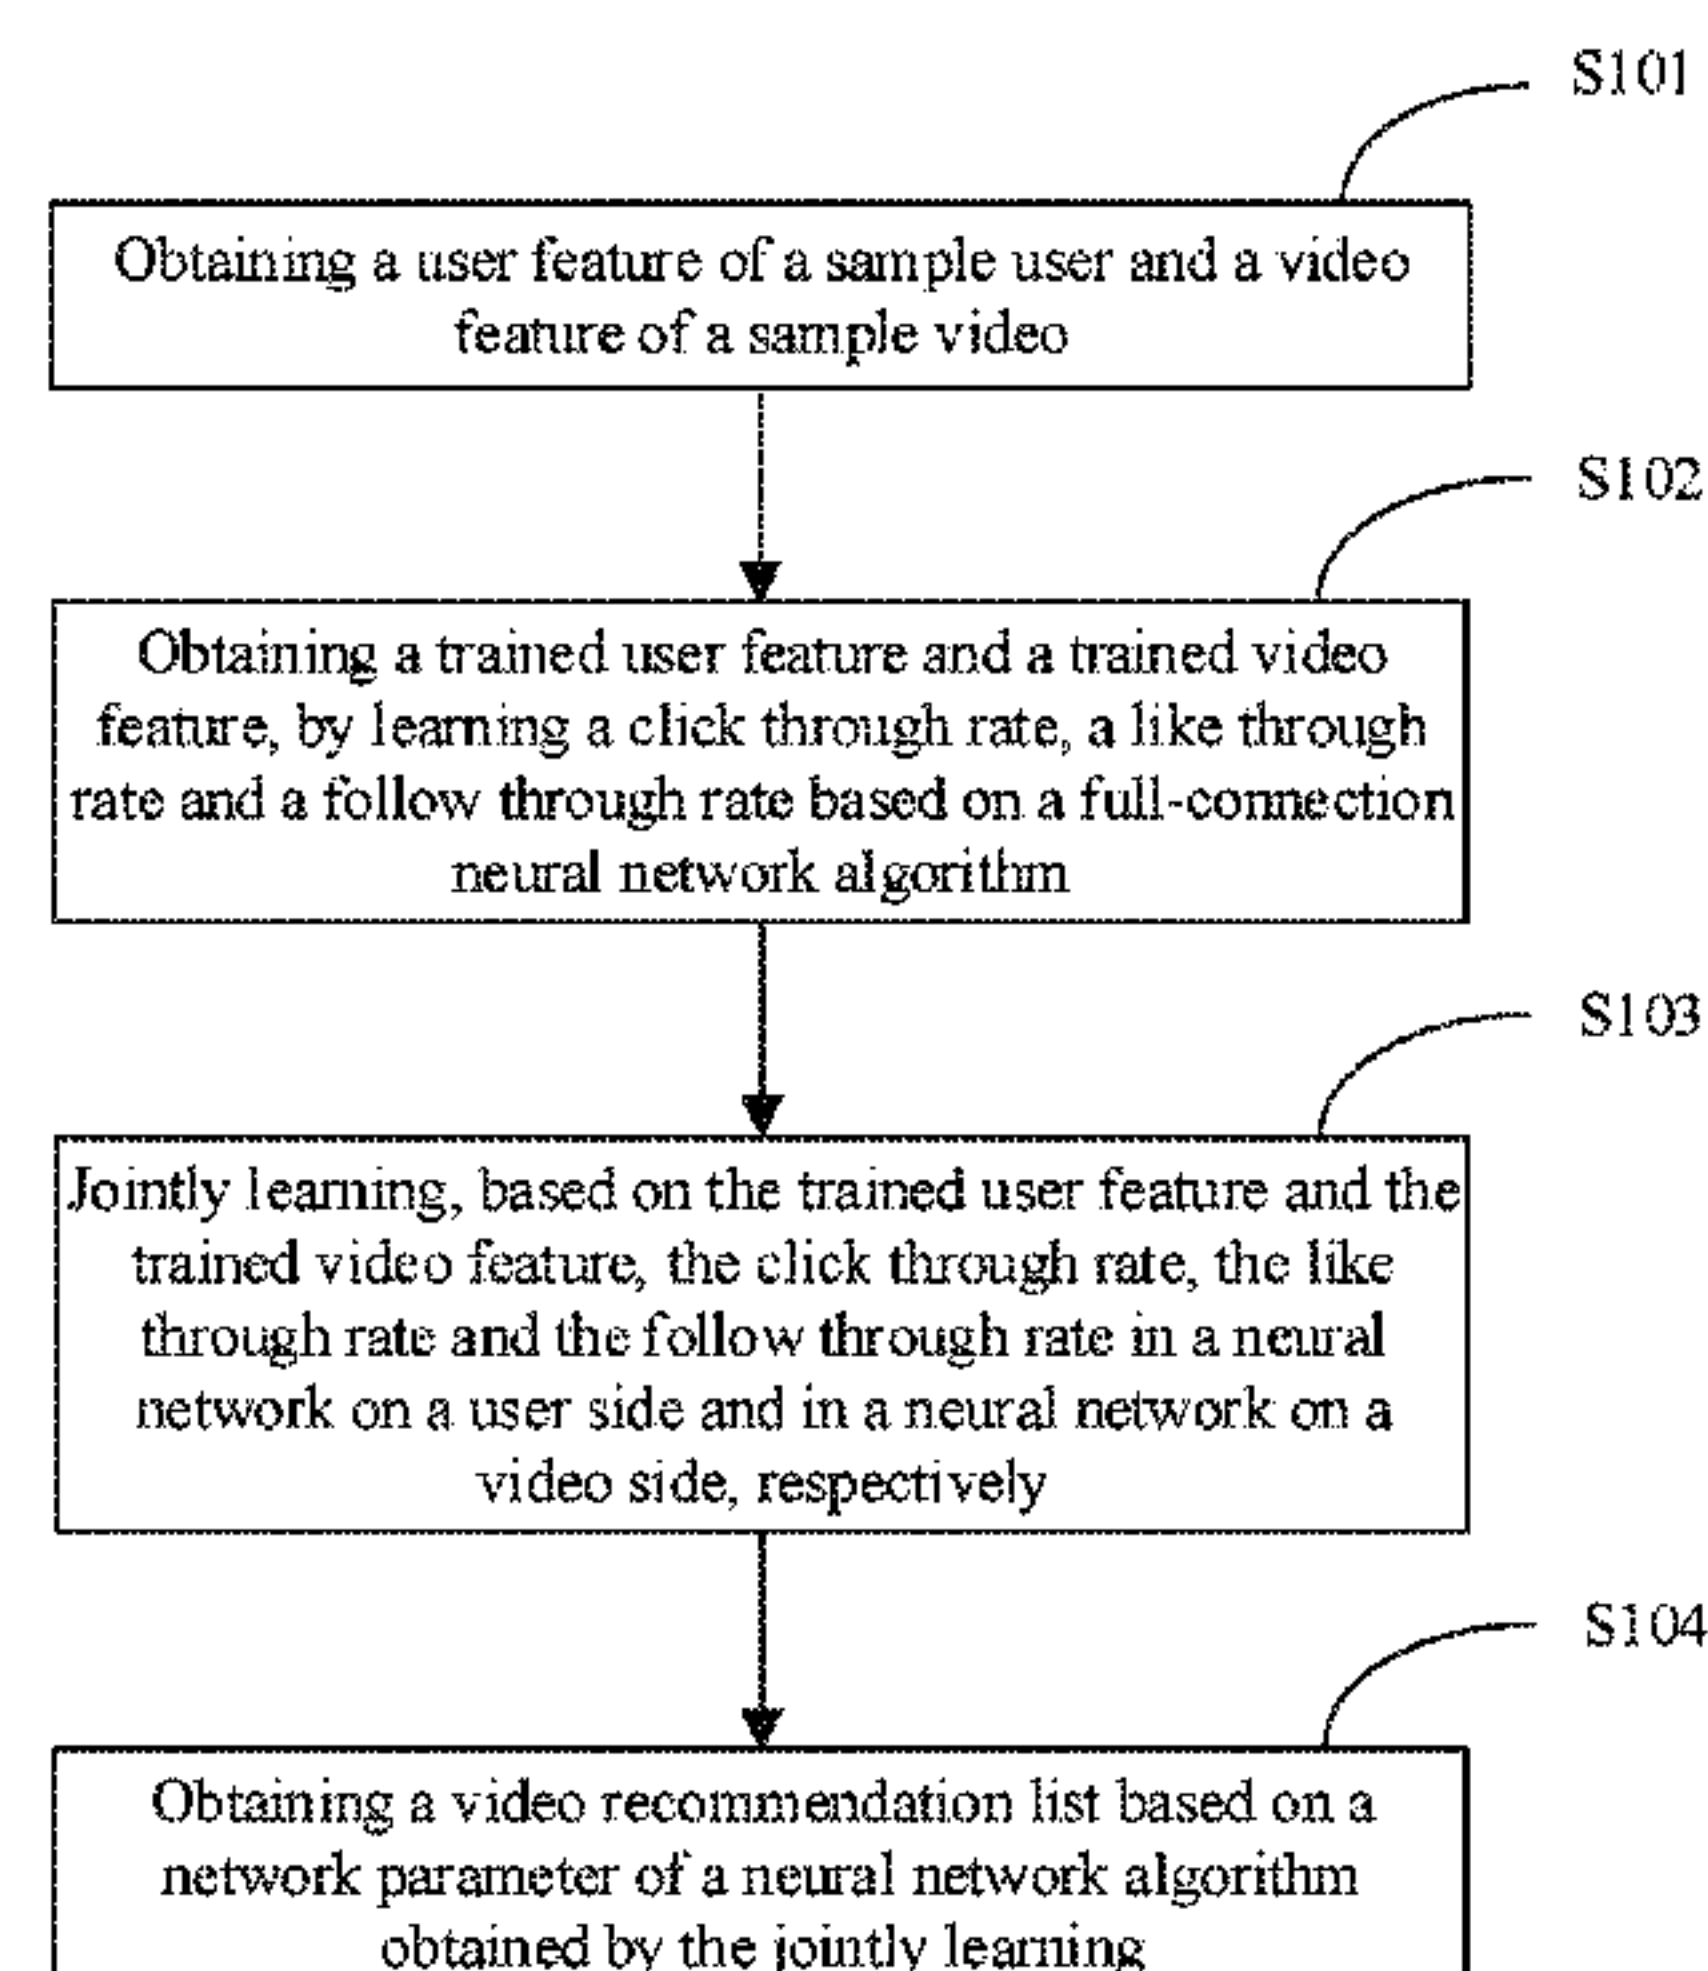 S101
Obtaining a user feature of a sample user and a video
feature of a sample video
S102
Obtaining a trained user feature and a trained video
feature, by learning a click through rate, a like through
rate and a follow through rate based on a full-connection
neural network algorithm
S103
Jointly learning, based on the trained user feature and the
trained video feature, the click through rate, the like
through rate and the follow through rate in a neural
network on a user side and in a neural network on a
video side, respectively
S104
Obtaining a video recommendation list based on a
network parameter of a neural network algorithm
obtained by the jointly learning